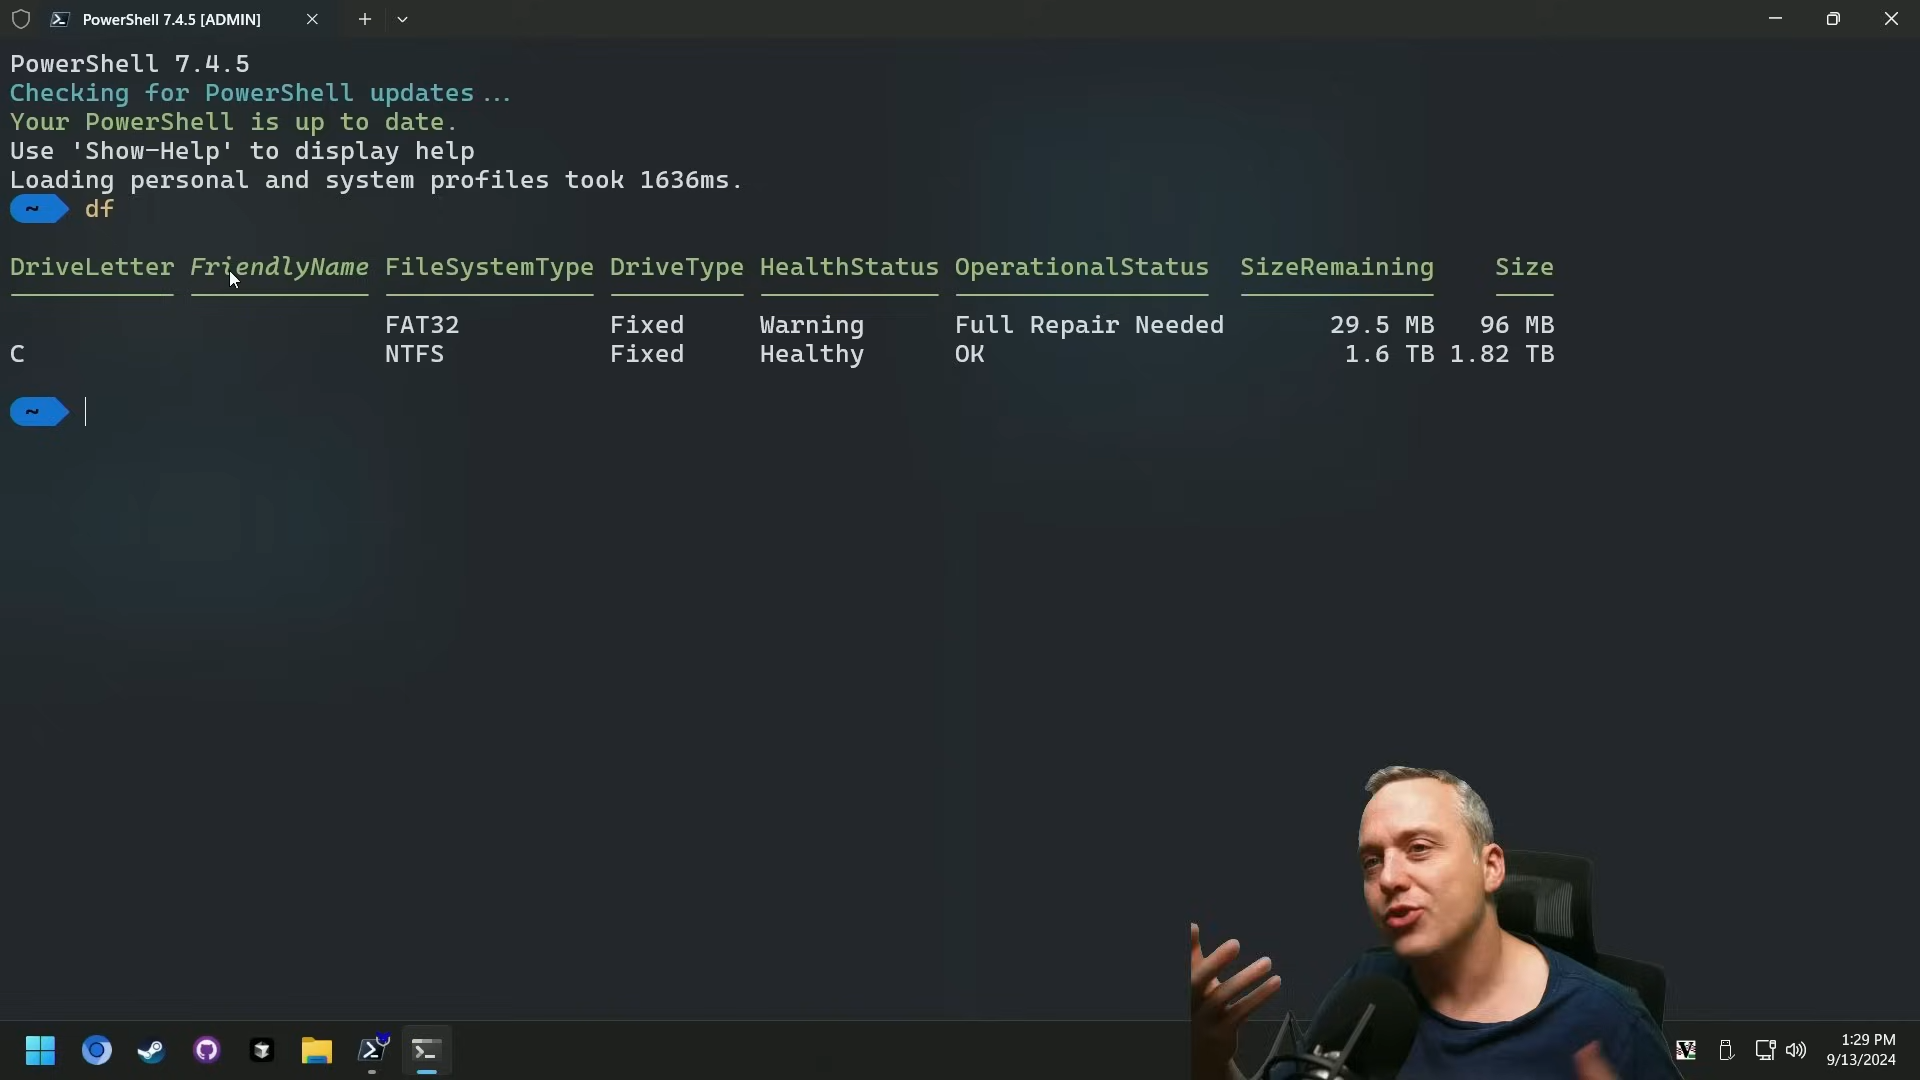 PowerShell 7.4.5 [ADMIN]
PowerShell 7.4.5
Checking for PowerShell updates...
Your PowerShell is up to date.
Use 'Show-Help' to display help
Loading personal and system profiles took 1636ms.
~ df
DriveLetter FriendlyName FileSystemType DriveType HealthStatus OperationalStatus SizeRemaining Size
FAT32 Fixed Warning Full Repair Needed 29.5 MB 96 MB
C NTFS Fixed Healthy OK 1.6 TB 1.82 TB
~
1:29 PM
9/13/2024